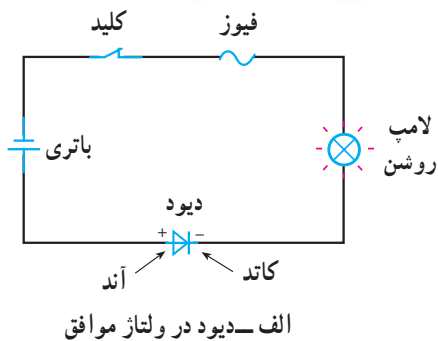 فیوز
کلید
لامپ
روشن
باتری
دیود
+ −
کاتد
آند
الف ــ دیود در ولتاژ موافق